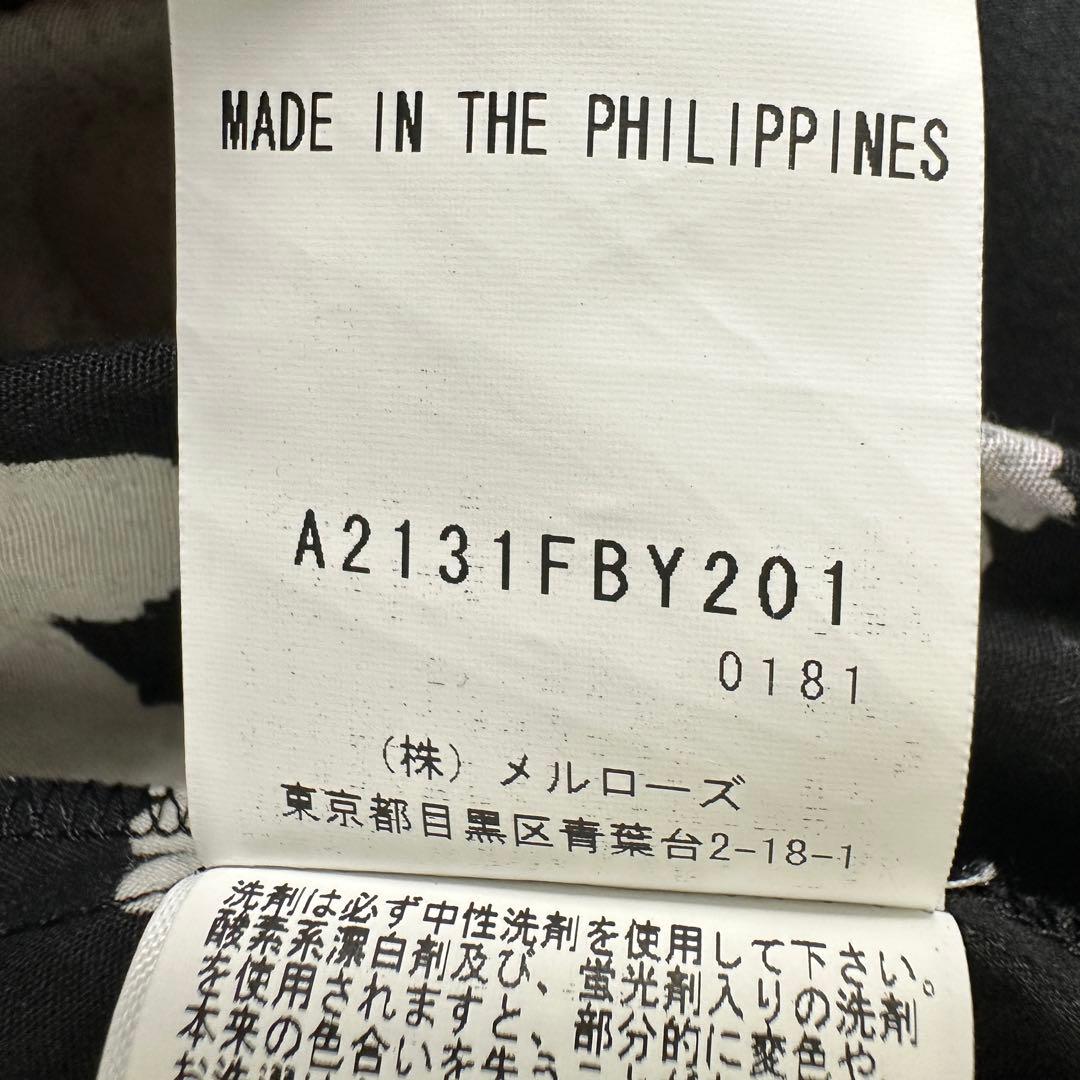 MADE IN THE PHILIPPINES
A2131FBY201
0181
(株) メルローズ
東京都目黒区青葉台2-18-1
洗剤は必ず中性洗剤を使用して下さい。
酸素系漂白剤及び、蛍光剤入りの洗剤
を使用されますと、部分的に変色や
本来の色合いを失う